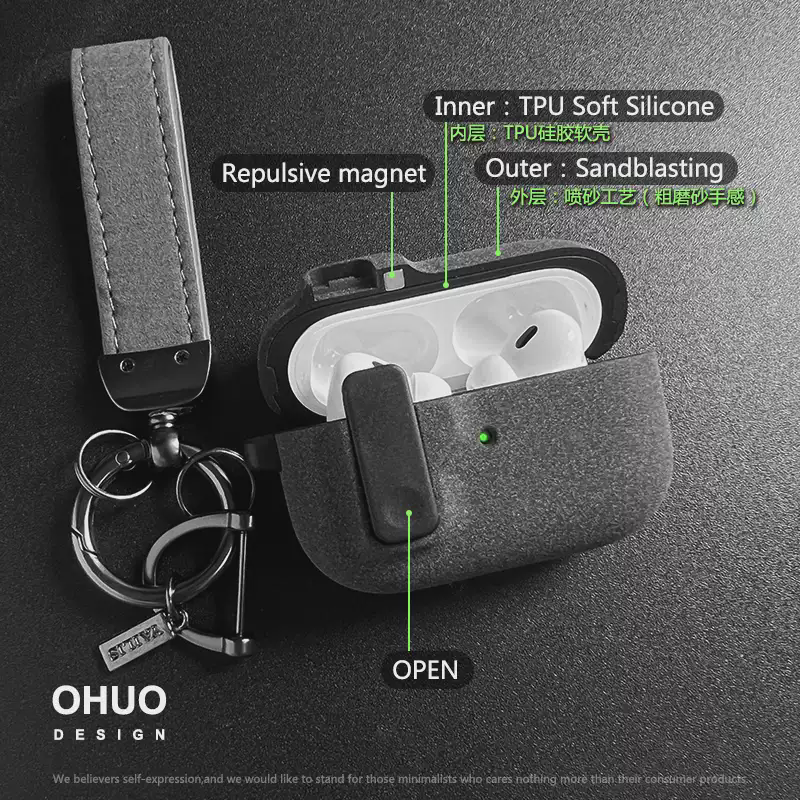 Inner : TPU Soft Silicone
内层：TPU硅胶软壳
Repulsive magnet
Outer : Sandblasting
外层：喷砂工艺（粗磨砂手感）
OPEN
OHUO
DESIGN
We believers self-expression,and we would like to stand for those minimalists who cares nothing more than their consumer products.